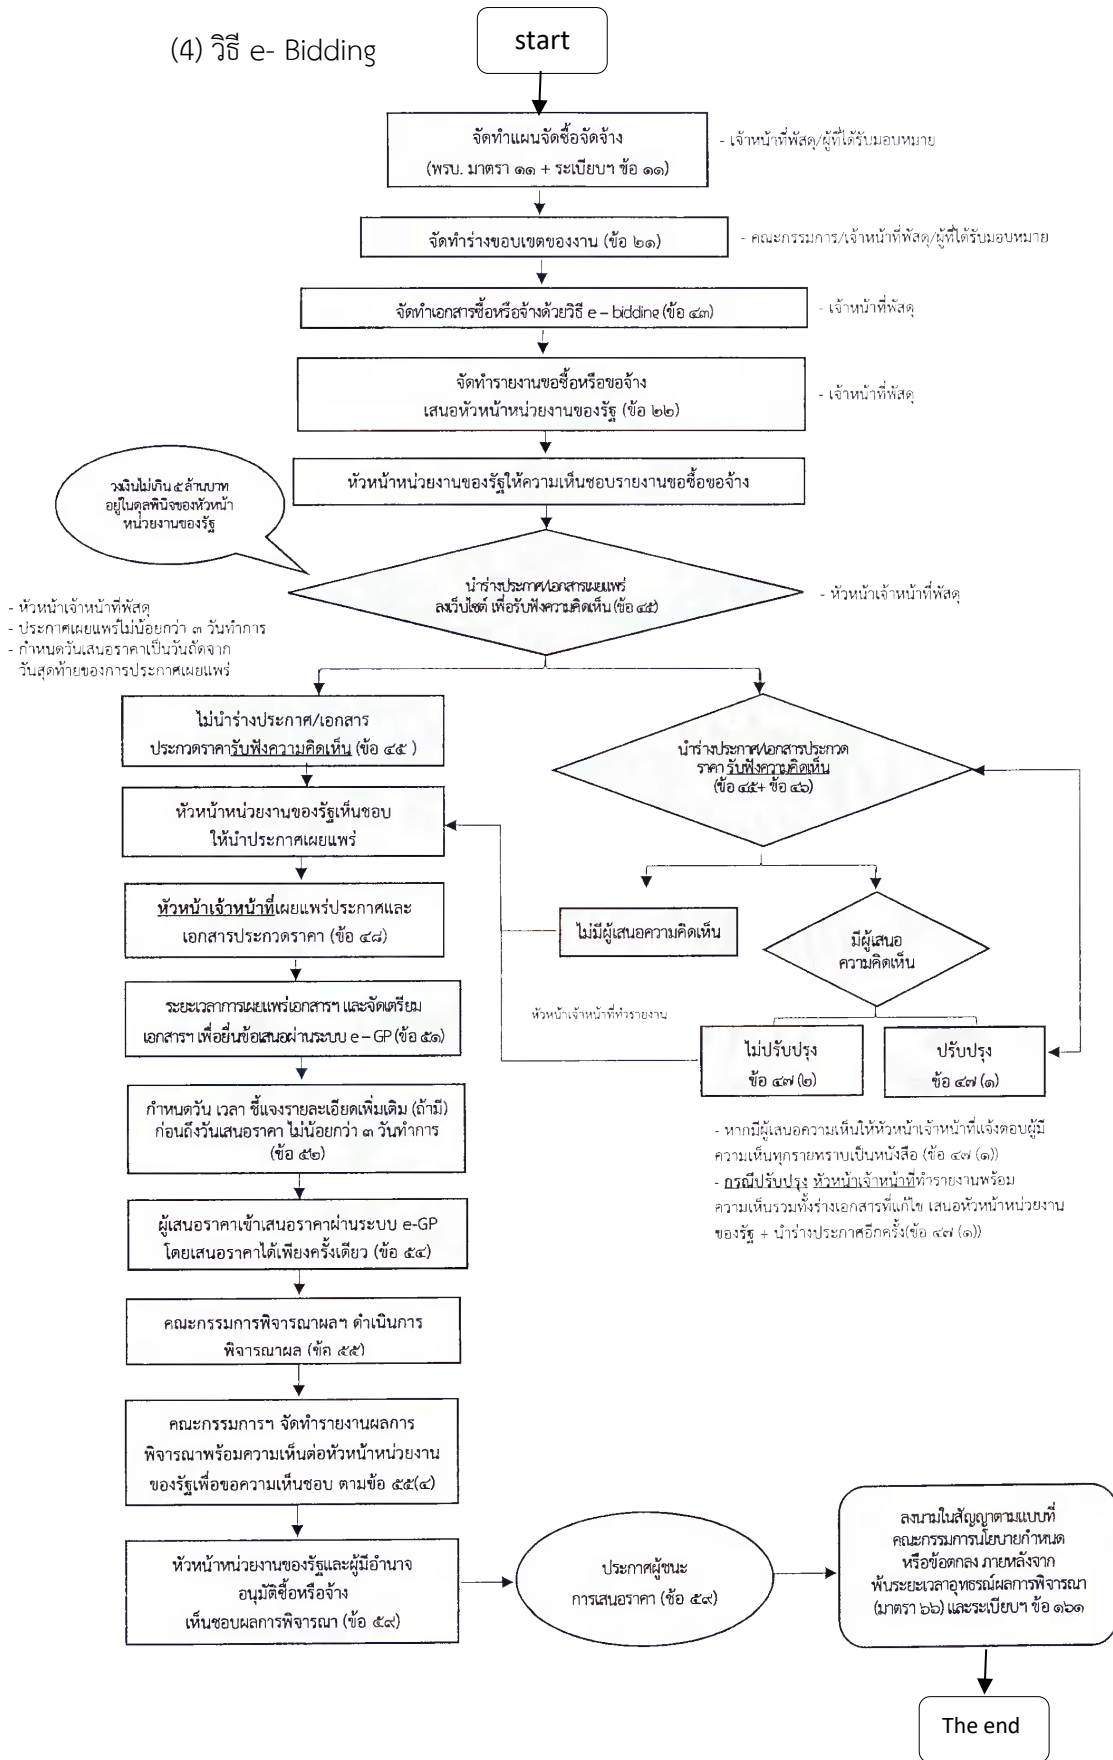 (4) วิธี e- Bidding
start
จัดทำแผนจัดซื้อจัดจ้าง
(พรบ. มาตรา ๑๑ + ระเบียบฯ ข้อ ๑๑)
- เจ้าหน้าที่พัสดุ/ผู้ที่ได้รับมอบหมาย
จัดทำร่างขอบเขตของงาน (ข้อ ๒๑)
- คณะกรรมการ/เจ้าหน้าที่พัสดุ/ผู้ที่ได้รับมอบหมาย
จัดทำเอกสารซื้อหรือจ้างด้วยวิธี e – bidding (ข้อ ๔๓)
- เจ้าหน้าที่พัสดุ
จัดทำรายงานขอซื้อหรือขอจ้าง
เสนอหัวหน้าหน่วยงานของรัฐ (ข้อ ๒๒)
- เจ้าหน้าที่พัสดุ
หัวหน้าหน่วยงานของรัฐให้ความเห็นชอบรายงานขอซื้อขอจ้าง
วงเงินไม่เกิน ๕ ล้านบาท
อยู่ในดุลพินิจของหัวหน้า
หน่วยงานของรัฐ
นำร่างประกาศ/เอกสารเผยแพร่
ลงเว็บไซต์ เพื่อรับฟังความคิดเห็น (ข้อ ๔๕)
- หัวหน้าเจ้าหน้าที่พัสดุ
- หัวหน้าเจ้าหน้าที่พัสดุ
- ประกาศเผยแพร่ไม่น้อยกว่า ๓ วันทำการ
- กำหนดวันเสนอราคาเป็นวันถัดจาก
วันสุดท้ายของการประกาศเผยแพร่
ไม่นำร่างประกาศ/เอกสาร
ประกวดราคารับฟังความคิดเห็น (ข้อ ๔๕ )
นำร่างประกาศ/เอกสารประกวด
ราคา รับฟังความคิดเห็น
(ข้อ ๔๕+ ข้อ ๔๖)
หัวหน้าหน่วยงานของรัฐเห็นชอบ
ให้นำประกาศเผยแพร่
หัวหน้าเจ้าหน้าที่เผยแพร่ประกาศและ
เอกสารประกวดราคา (ข้อ ๔๘)
ไม่มีผู้เสนอความคิดเห็น
มีผู้เสนอ
ความคิดเห็น
ระยะเวลาการเผยแพร่เอกสารฯ และจัดเตรียม
เอกสารฯ เพื่อยื่นข้อเสนอผ่านระบบ e – GP (ข้อ ๕๑)
หัวหน้าเจ้าหน้าที่ทำรายงาน
ไม่ปรับปรุง
ข้อ ๔๗ (๒)
ปรับปรุง
ข้อ ๔๗ (๑)
กำหนดวัน เวลา ชี้แจงรายละเอียดเพิ่มเติม (ถ้ามี)
ก่อนถึงวันเสนอราคา ไม่น้อยกว่า ๓ วันทำการ
(ข้อ ๕๒)
- หากมีผู้เสนอความเห็นให้หัวหน้าเจ้าหน้าที่แจ้งตอบผู้มี
ความเห็นทุกรายทราบเป็นหนังสือ (ข้อ ๔๗ (๑))
- กรณีปรับปรุง หัวหน้าเจ้าหน้าที่ทำรายงานพร้อม
ความเห็นรวมทั้งร่างเอกสารที่แก้ไข เสนอหัวหน้าหน่วยงาน
ของรัฐ + นำร่างประกาศอีกครั้ง(ข้อ ๔๗ (๑))
ผู้เสนอราคาเข้าเสนอราคาผ่านระบบ e-GP
โดยเสนอราคาได้เพียงครั้งเดียว (ข้อ ๕๔)
คณะกรรมการพิจารณาผลฯ ดำเนินการ
พิจารณาผล (ข้อ ๕๕)
คณะกรรมการฯ จัดทำรายงานผลการ
พิจารณาพร้อมความเห็นต่อหัวหน้าหน่วยงาน
ของรัฐเพื่อขอความเห็นชอบ ตามข้อ ๕๕(๔)
หัวหน้าหน่วยงานของรัฐและผู้มีอำนาจ
อนุมัติซื้อหรือจ้าง
เห็นชอบผลการพิจารณา (ข้อ ๕๙)
ประกาศผู้ชนะ
การเสนอราคา (ข้อ ๕๙)
ลงนามในสัญญาตามแบบที่
คณะกรรมการนโยบายกำหนด
หรือข้อตกลง ภายหลังจาก
พ้นระยะเวลาอุทธรณ์ผลการพิจารณา
(มาตรา ๖๖) และระเบียบฯ ข้อ ๑๖๑
The end